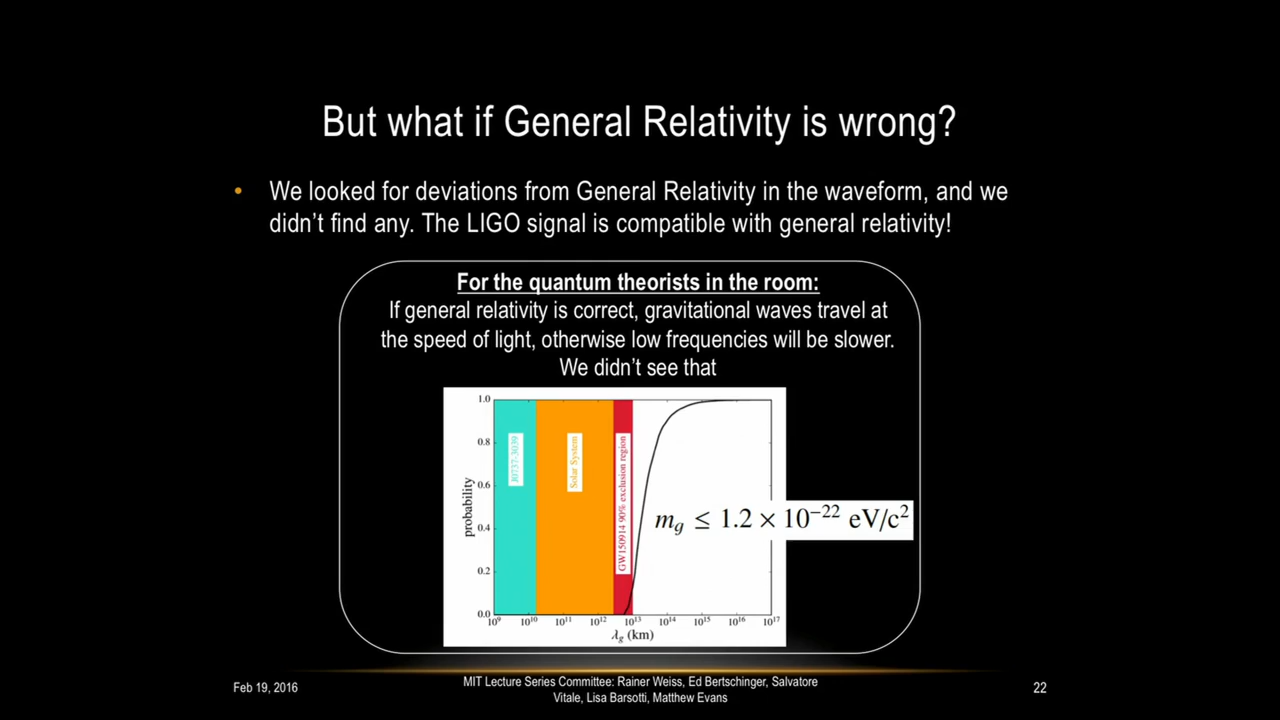 But what if General Relativity is wrong?
• We looked for deviations from General Relativity in the waveform, and we
didn't find any. The LIGO signal is compatible with general relativity!
For the quantum theorists in the room:
If general relativity is correct, gravitational waves travel at
the speed of light, otherwise low frequencies will be slower.
We didn't see that
1.0
0.8
0.6
0.4
0.2
0.0
probability
J0737-3039
Solar System
GW150914 90% exclusion region
m_g ≤ 1.2 × 10⁻²² eV/c²
10⁹ 10¹⁰ 10¹¹ 10¹² 10¹³ 10¹⁴ 10¹⁵ 10¹⁶ 10¹⁷
λ_g (km)
Feb 19, 2016
MIT Lecture Series Committee: Rainer Weiss, Ed Bertschinger, Salvatore
Vitale, Lisa Barsotti, Matthew Evans
22